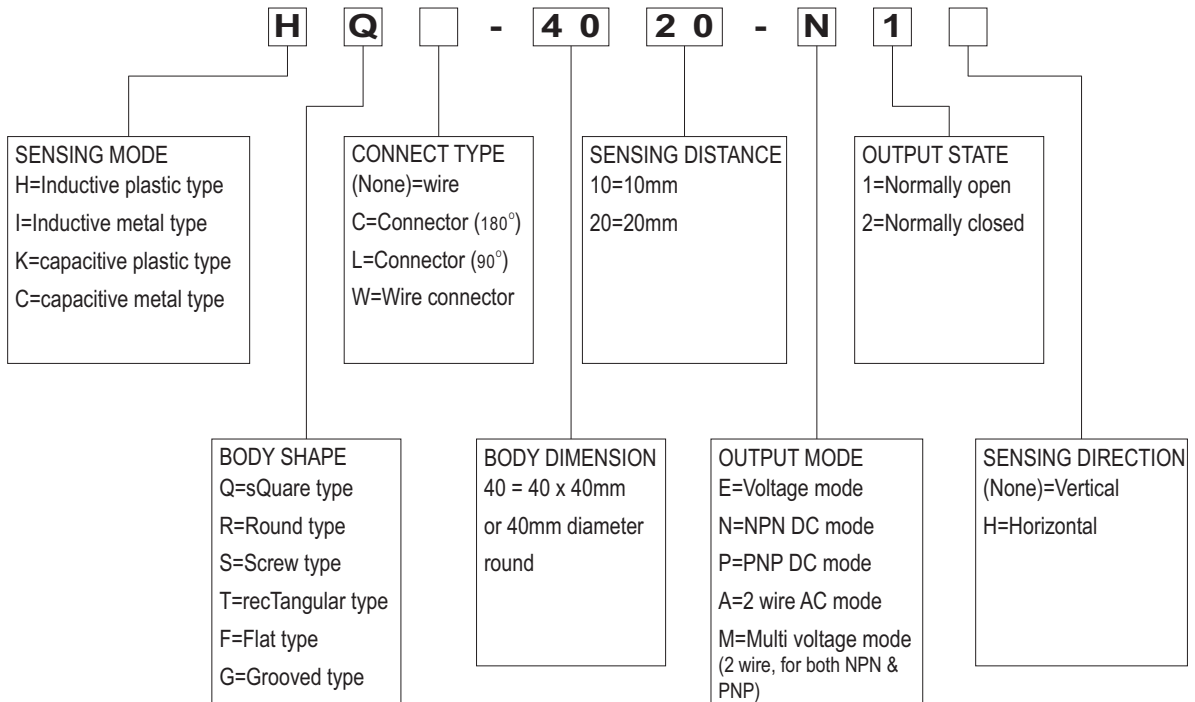 H Q - 4 0 2 0 - N 1
SENSING MODE
H=Inductive plastic type
I=Inductive metal type
K=capacitive plastic type
C=capacitive metal type
CONNECT TYPE
(None)=wire
C=Connector (180°)
L=Connector (90°)
W=Wire connector
SENSING DISTANCE
10=10mm
20=20mm
OUTPUT STATE
1=Normally open
2=Normally closed
BODY SHAPE
Q=sQuare type
R=Round type
S=Screw type
T=recTangular type
F=Flat type
G=Grooved type
BODY DIMENSION
40 = 40 x 40mm
or 40mm diameter
round
OUTPUT MODE
E=Voltage mode
N=NPN DC mode
P=PNP DC mode
A=2 wire AC mode
M=Multi voltage mode
(2 wire, for both NPN &
PNP)
SENSING DIRECTION
(None)=Vertical
H=Horizontal